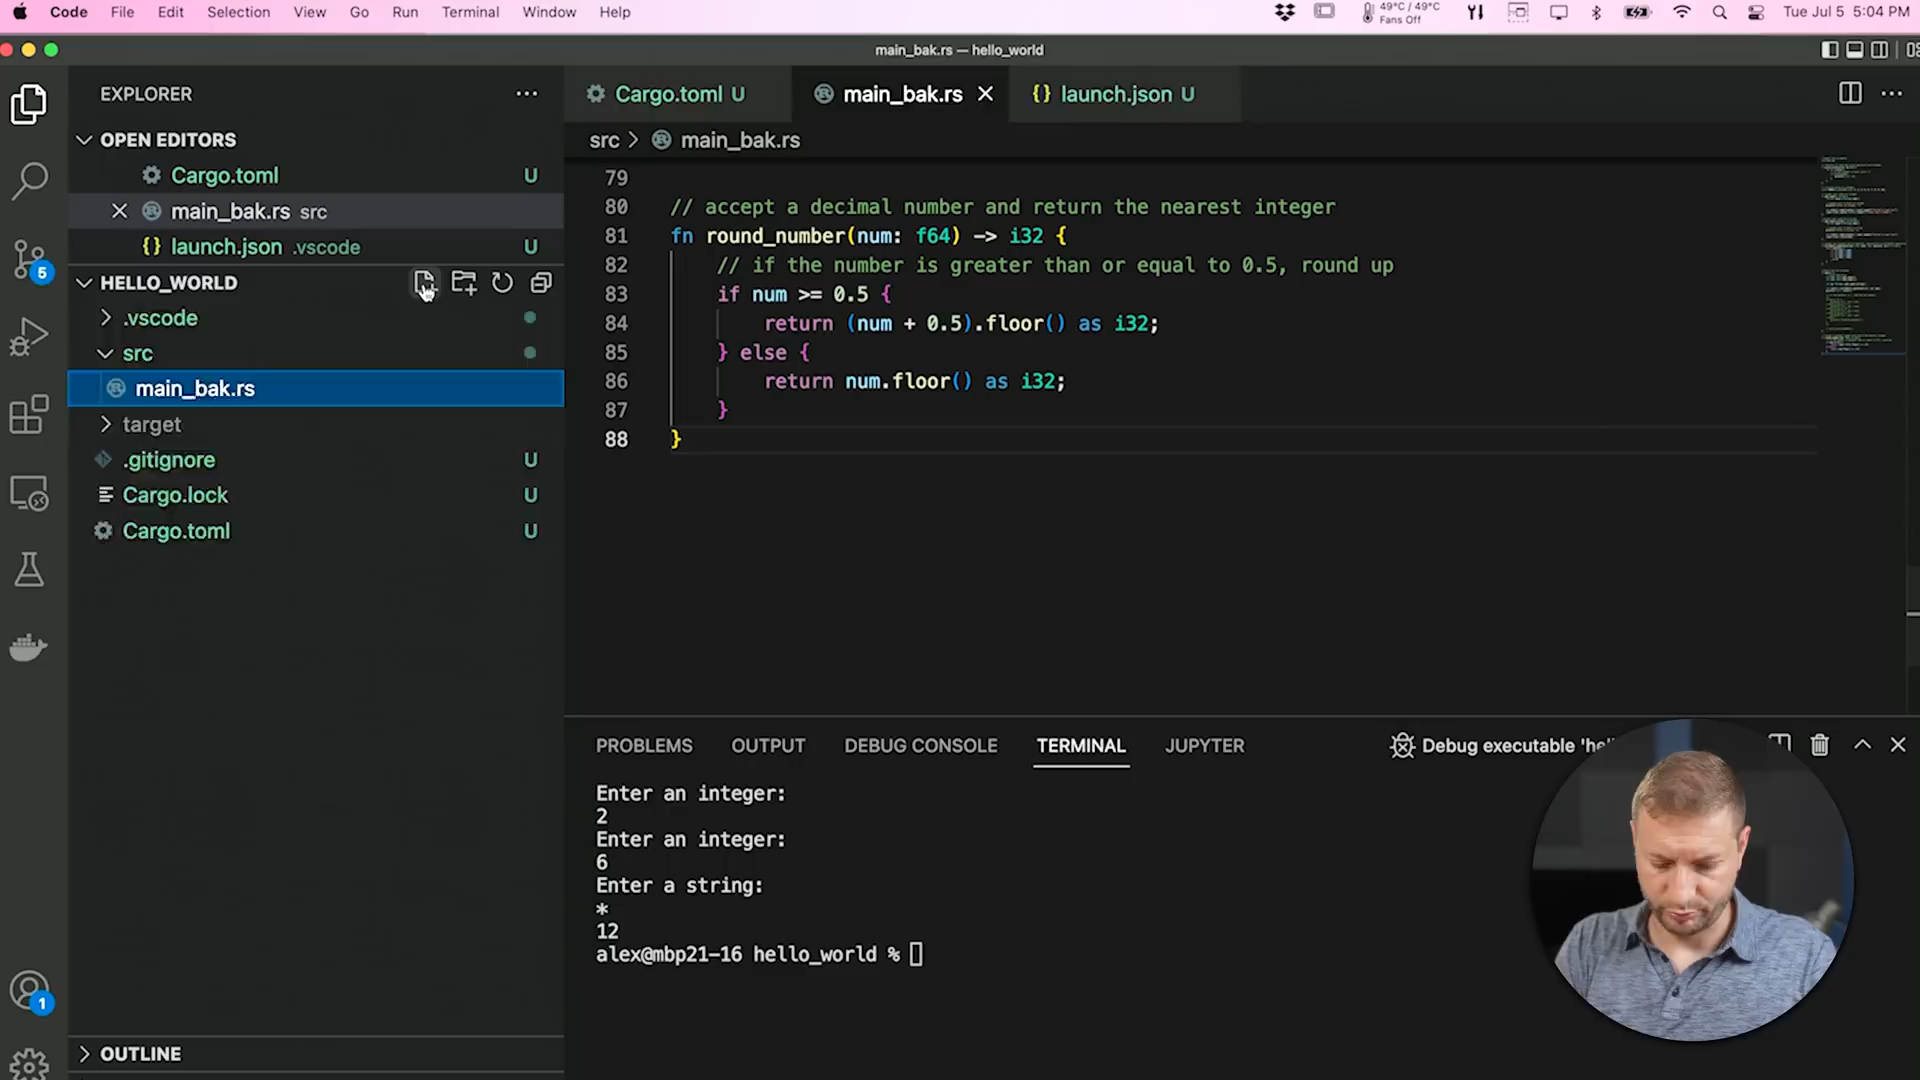 Code File Edit Selection View Go Run Terminal Window Help
49°C / 49°C
Fans Off
Tue Jul 5 5:04 PM
main_bak.rs — hello_world
EXPLORER
OPEN EDITORS
Cargo.toml U
main_bak.rs src
launch.json .vscode U
HELLO_WORLD
.vscode
src
main_bak.rs
target
.gitignore U
Cargo.lock U
Cargo.toml U
OUTLINE
5
1
Cargo.toml U
main_bak.rs
launch.json U
src > main_bak.rs
79
80 // accept a decimal number and return the nearest integer
81 fn round_number(num: f64) -> i32 {
82 // if the number is greater than or equal to 0.5, round up
83 if num >= 0.5 {
84 return (num + 0.5).floor() as i32;
85 } else {
86 return num.floor() as i32;
87 }
88 }
PROBLEMS OUTPUT DEBUG CONSOLE TERMINAL JUPYTER
Debug executable 'hel
Enter an integer:
2
Enter an integer:
6
Enter a string:
*
12
alex@mbp21-16 hello_world %